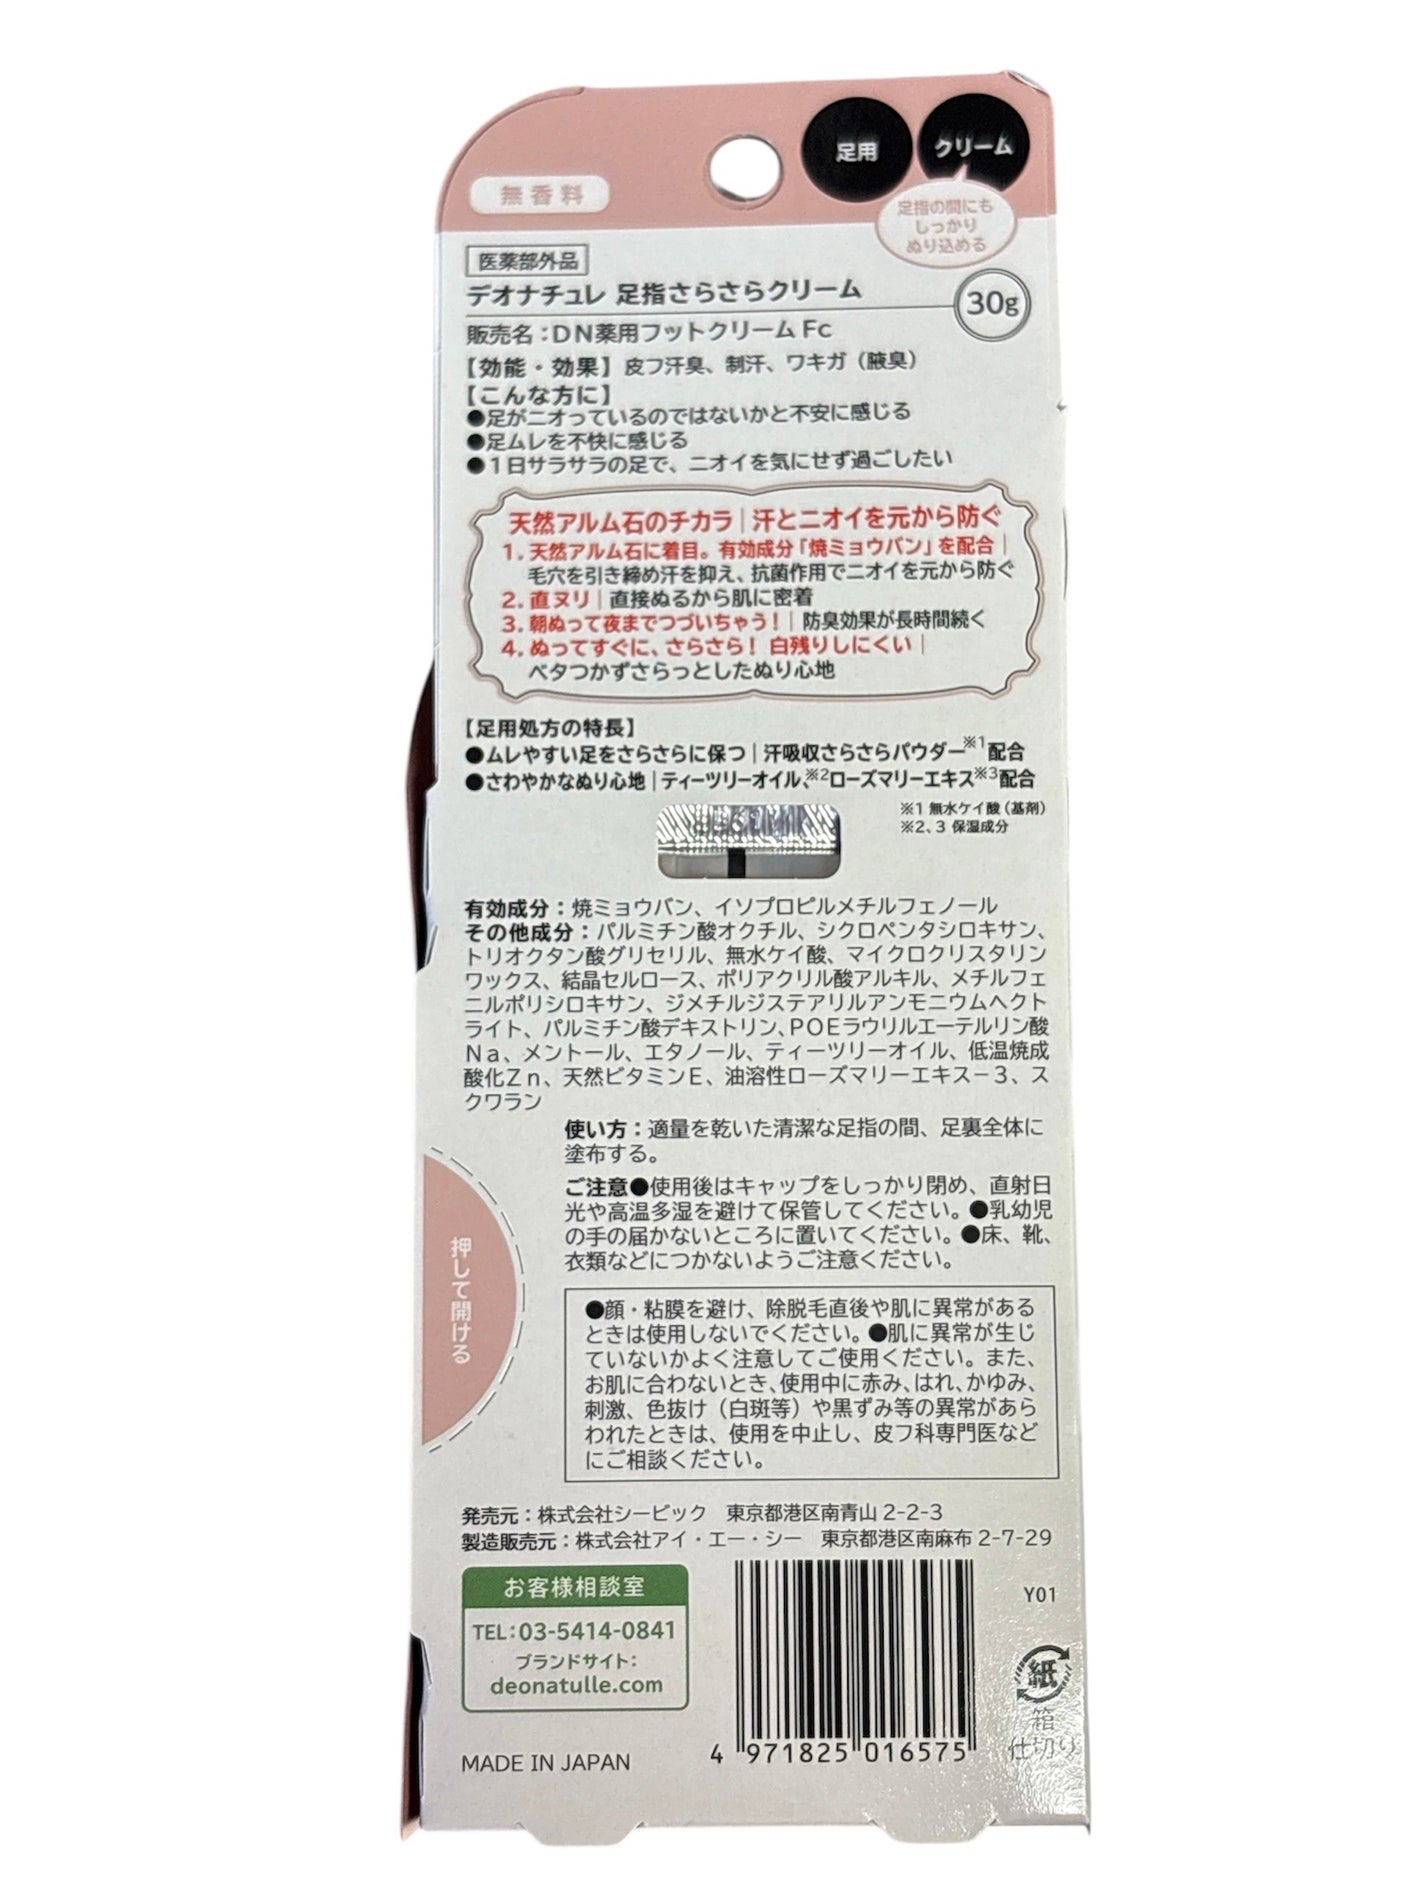 足用
クリーム
無香料
足指の間にも
しっかり
ぬり込める
医薬部外品
デオナチュレ 足指さらさらクリーム
30g
販売名：DN薬用フットクリーム Fc
【効能・効果】皮フ汗臭、制汗、ワキガ（腋臭）
【こんな方に】
●足がニオっているのではないかと不安に感じる
●足ムレを不快に感じる
●1日サラサラの足で、ニオイを気にせず過ごしたい
天然アルム石のチカラ｜汗とニオイを元から防ぐ
1. 天然アルム石に着目。有効成分「焼ミョウバン」を配合｜
毛穴を引き締め汗を抑え、抗菌作用でニオイを元から防ぐ
2. 直ヌリ｜直接ぬるから肌に密着
3. 朝ぬって夜までつづいちゃう！｜防臭効果が長時間続く
4. ぬってすぐに、さらさら！ 白残りしにくい｜
ベタつかずさらっとしたぬり心地
【足用処方の特長】
●ムレやすい足をさらさらに保つ｜汗吸収さらさらパウダー※1配合
●さわやかなぬり心地｜ティーツリーオイル、※2ローズマリーエキス※3配合
※1 無水ケイ酸（基剤）
※2、3 保湿成分
有効成分：焼ミョウバン、イソプロピルメチルフェノール
その他成分：パルミチン酸オクチル、シクロペンタシロキサン、
トリオクタン酸グリセリル、無水ケイ酸、マイクロクリスタリン
ワックス、結晶セルロース、ポリアクリル酸アルキル、メチルフェ
ニルポリシロキサン、ジメチルジステアリルアンモニウムヘクト
ライト、パルミチン酸デキストリン、POEラウリルエーテルリン酸
Na、メントール、エタノール、ティーツリーオイル、低温焼成
酸化Zn、天然ビタミンE、油溶性ローズマリーエキス－3、ス
クワラン
使い方：適量を乾いた清潔な足指の間、足裏全体に
塗布する。
ご注意●使用後はキャップをしっかり閉め、直射日
光や高温多湿を避けて保管してください。●乳幼児
の手の届かないところに置いてください。●床、靴、
衣類などにつかないようご注意ください。
押して開ける
●顔・粘膜を避け、除脱毛直後や肌に異常がある
ときは使用しないでください。●肌に異常が生じ
ていないかよく注意してご使用ください。また、
お肌に合わないとき、使用中に赤み、はれ、かゆみ、
刺激、色抜け（白斑等）や黒ずみ等の異常があら
われたときは、使用を中止し、皮フ科専門医など
にご相談ください。
発売元：株式会社シービック　東京都港区南青山 2-2-3
製造販売元：株式会社アイ・エー・シー　東京都港区南麻布 2-7-29
お客様相談室
TEL：03-5414-0841
ブランドサイト：
deonatulle.com
Y01
紙
箱
仕切り
4 971825 016575
MADE IN JAPAN